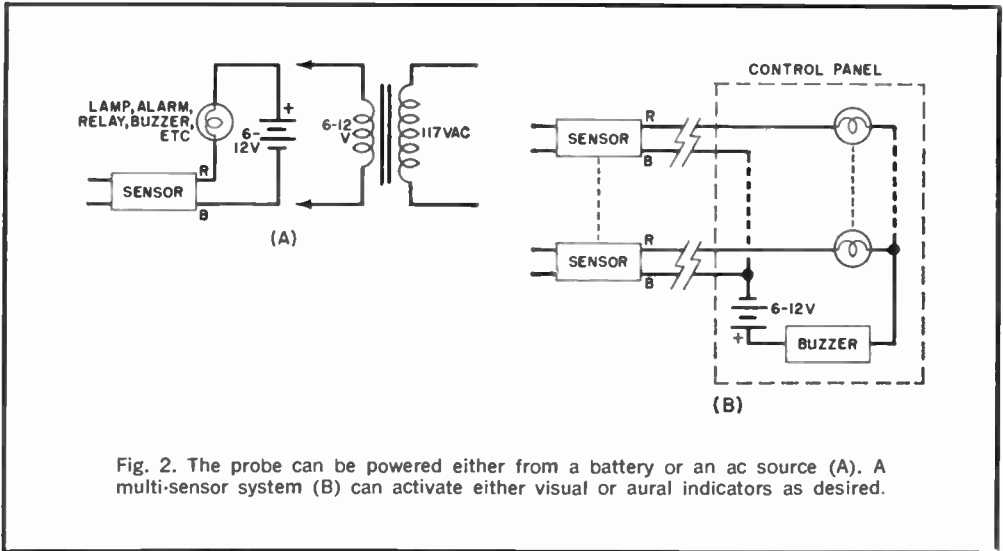 LAMP, ALARM,
RELAY, BUZZER,
ETC
+
6-
12V
R
SENSOR
B
6-12
V
117VAC
(A)
CONTROL PANEL
R
SENSOR
B
R
SENSOR
B
6-12V
+
BUZZER
(B)
Fig. 2. The probe can be powered either from a battery or an ac source (A). A
multi-sensor system (B) can activate either visual or aural indicators as desired.